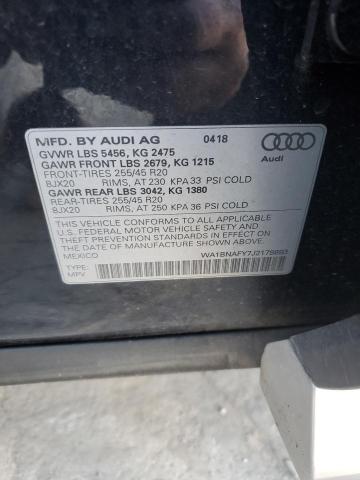 MFD. BY AUDI AG 0418
GVWR LBS 5456, KG 2475
GAWR FRONT LBS 2679, KG 1215
FRONT-TIRES 255/45 R20
8JX20 RIMS, AT 230 KPA 33 PSI COLD
GAWR REAR LBS 3042, KG 1380
REAR-TIRES 255/45 R20
8JX20 RIMS, AT 250 KPA 36 PSI COLD
THIS VEHICLE CONFORMS TO ALL APPLICABLE
U.S. FEDERAL MOTOR VEHICLE SAFETY AND
THEFT PREVENTION STANDARDS IN EFFECT ON
THE DATE OF MANUFACTURE SHOWN ABOVE.
MEXICO
TYPE: